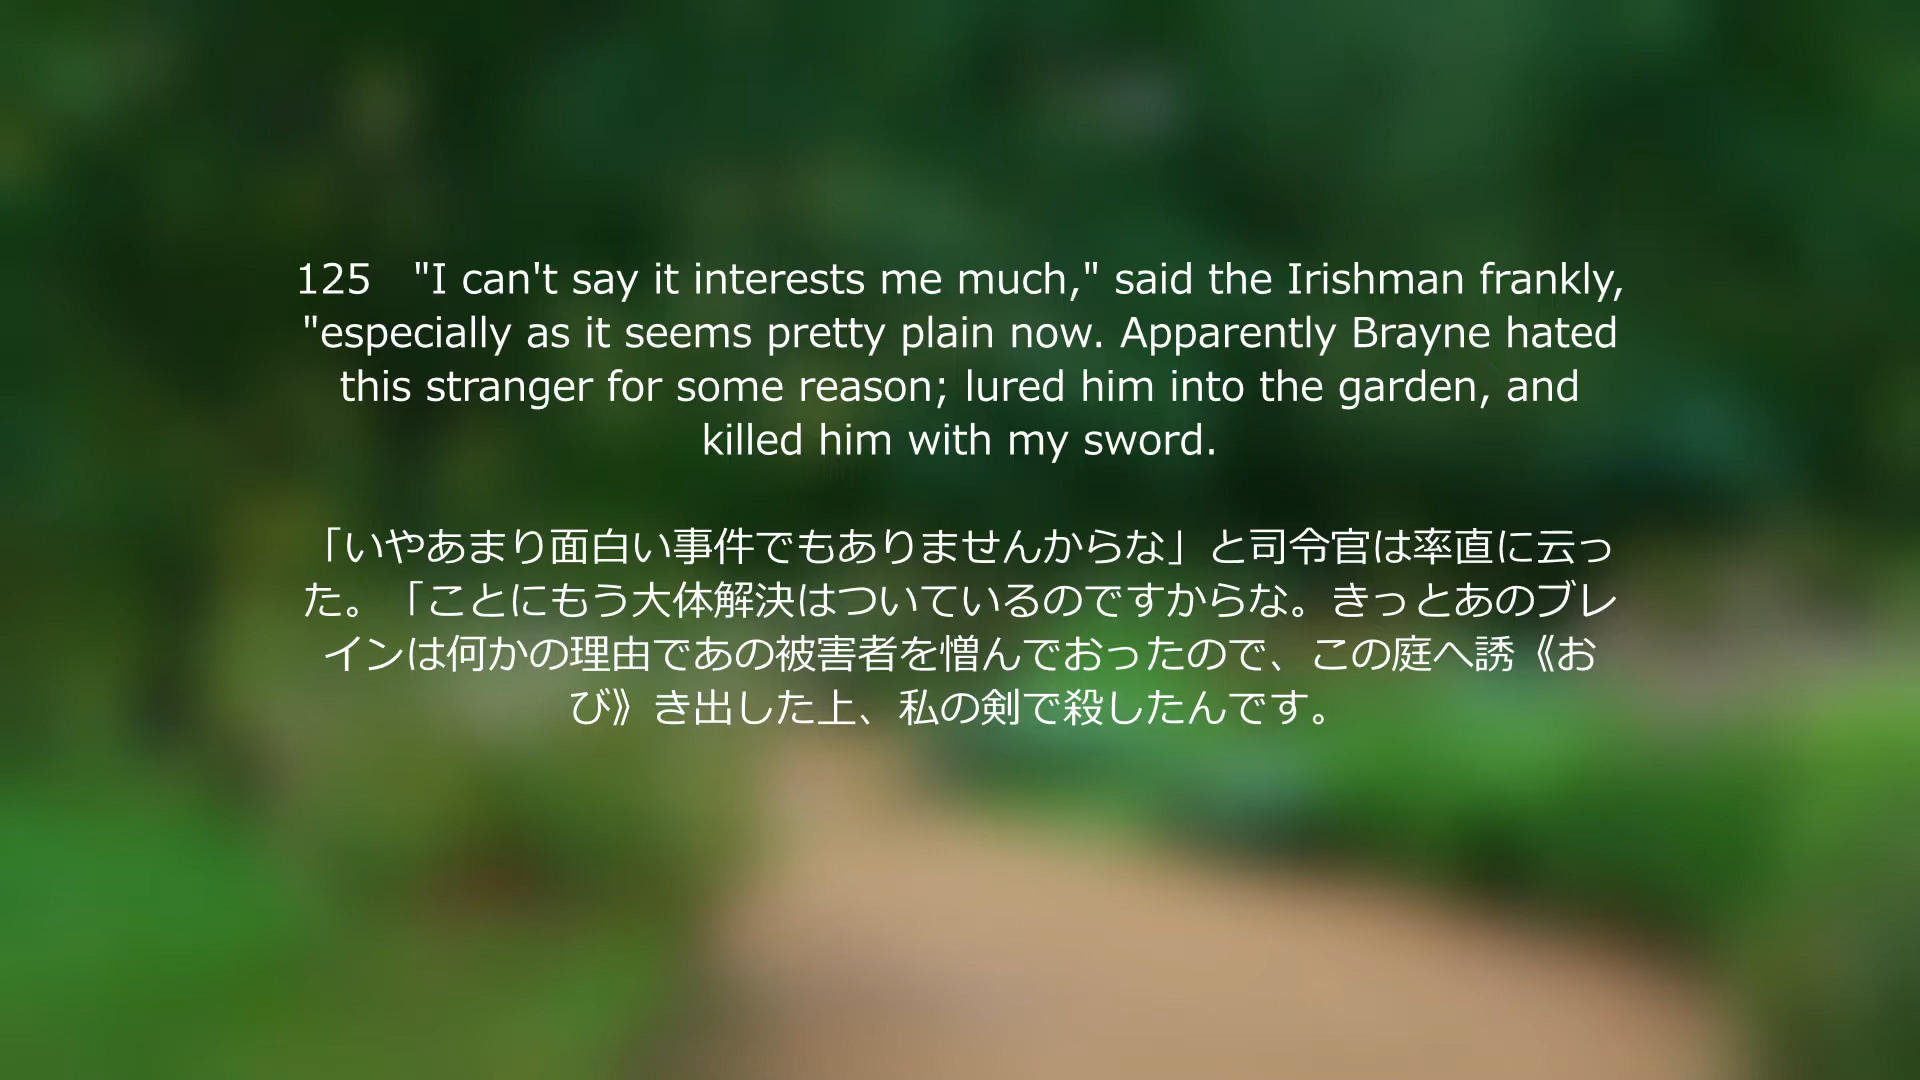 125   "I can't say it interests me much," said the Irishman frankly,
"especially as it seems pretty plain now. Apparently Brayne hated
this stranger for some reason; lured him into the garden, and
killed him with my sword.
「いやあまり面白い事件でもありませんからな」と司令官は率直に云っ
た。「ことにもう大体解決はついているのですからな。きっとあのブレ
インは何かの理由であの被害者を憎んでおったので、この庭へ誘《お
び》き出した上、私の剣で殺したんです。